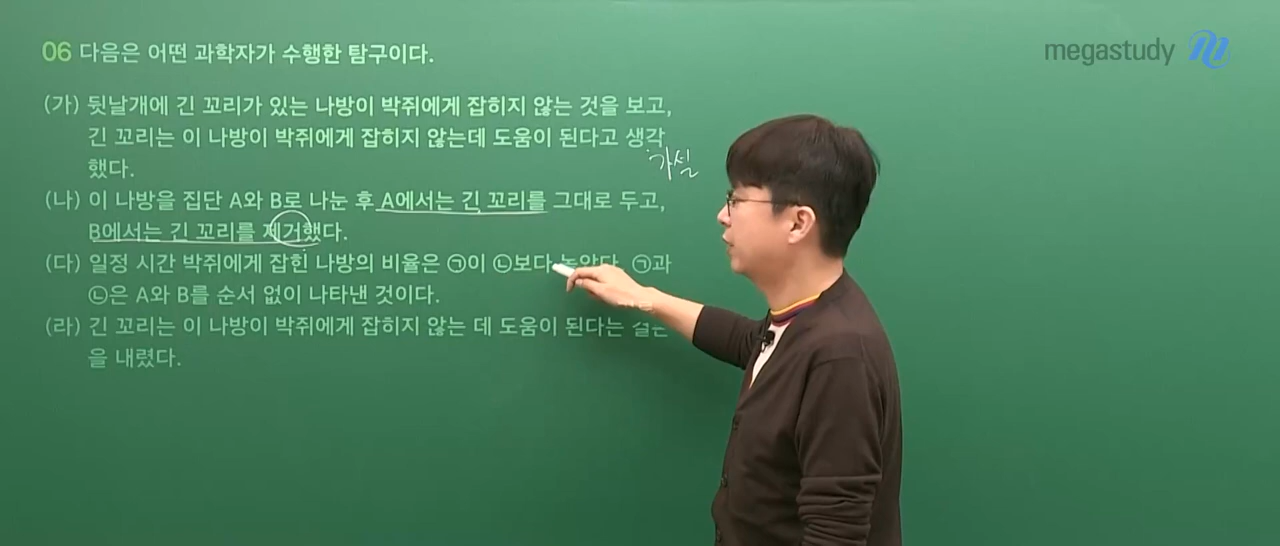 06 다음은 어떤 과학자가 수행한 탐구이다.
megastudy
(가) 뒷날개에 긴 꼬리가 있는 나방이 박쥐에게 잡히지 않는 것을 보고,
긴 꼬리는 이 나방이 박쥐에게 잡히지 않는데 도움이 된다고 생각
했다.
가설
(나) 이 나방을 집단 A와 B로 나눈 후 A에서는 긴 꼬리를 그대로 두고,
B에서는 긴 꼬리를 제거했다.
(다) 일정 시간 박쥐에게 잡힌 나방의 비율은 ㉠이 ㉡보다 높았다. ㉠과
㉡은 A와 B를 순서 없이 나타낸 것이다.
(라) 긴 꼬리는 이 나방이 박쥐에게 잡히지 않는 데 도움이 된다는 결론
을 내렸다.